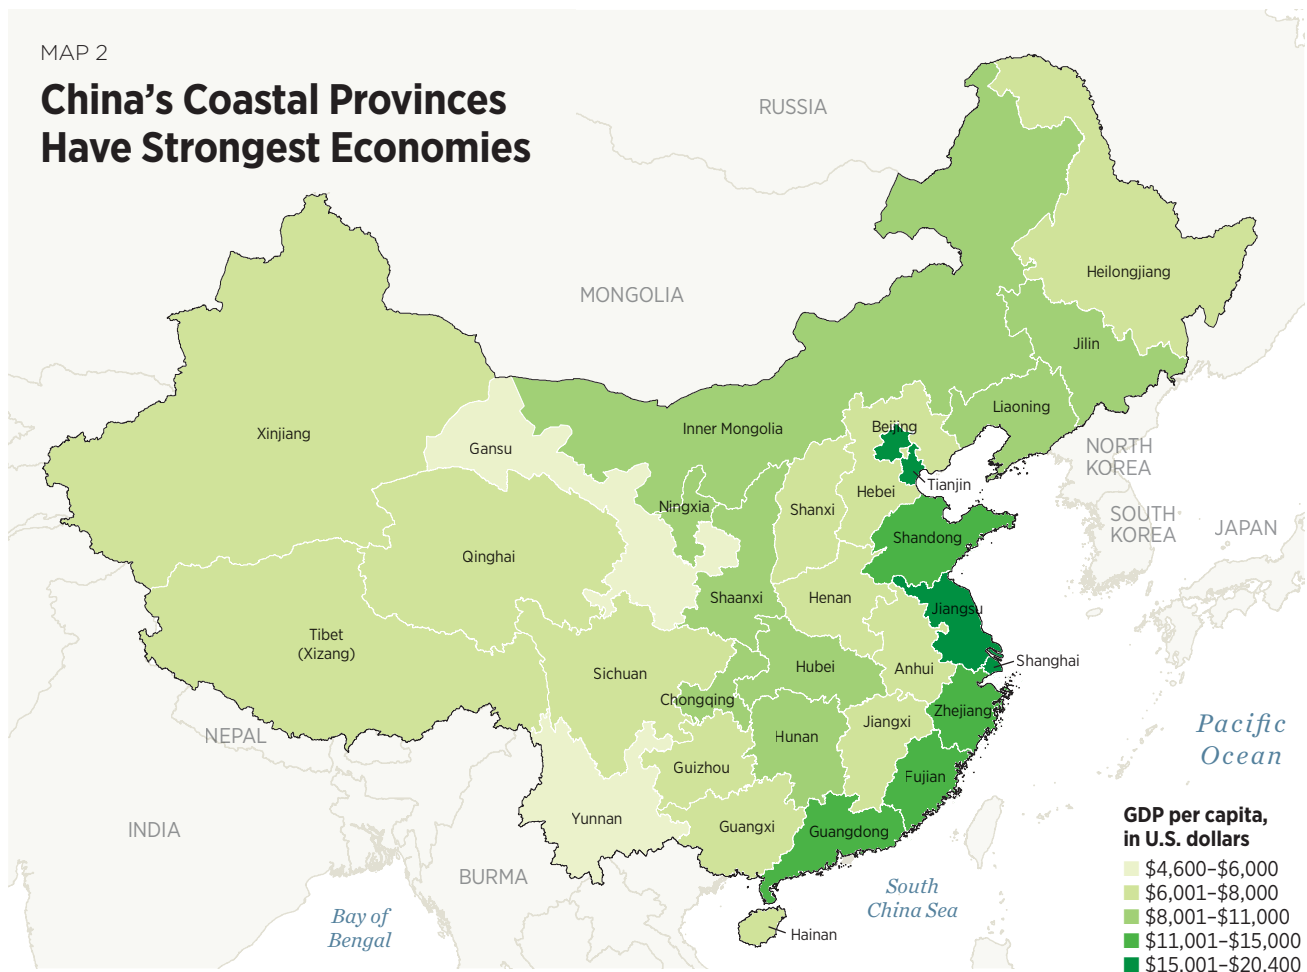 MAP 2
China’s Coastal Provinces
Have Strongest Economies
RUSSIA
MONGOLIA
Heilongjiang
Jilin
Liaoning
Inner Mongolia
Beijing
Xinjiang
Gansu
NORTH
KOREA
Tianjin
Hebei
Ningxia
Shanxi
SOUTH
KOREA
JAPAN
Shandong
Qinghai
Shaanxi
Henan
Jiangsu
Tibet
(Xizang)
Sichuan
Hubei
Anhui
Shanghai
Chongqing
Zhejiang
Jiangxi
Hunan
NEPAL
Pacific
Ocean
Guizhou
Fujian
INDIA
Yunnan
Guangxi
Guangdong
BURMA
Bay of
Bengal
South
China Sea
Hainan
GDP per capita,
in U.S. dollars
$4,600–$6,000
$6,001–$8,000
$8,001–$11,000
$11,001–$15,000
$15,001–$20,400